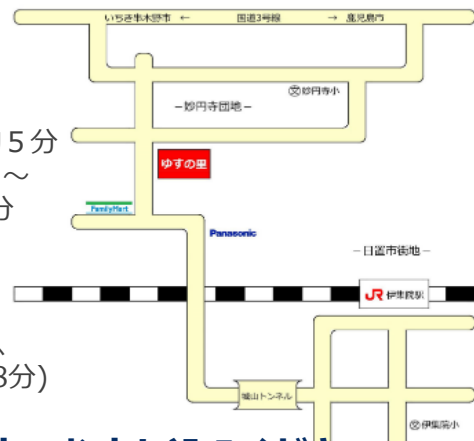 いちき串木野市 ← 国道3号線 → 鹿児島市
文 妙円寺小
－妙円寺団地－
5分
ゆすの里
～
FamilyMart
分
Panasonic
－日置市街地－
JR 伊集院駅
3分)
城山トンネル
文 伊集院小